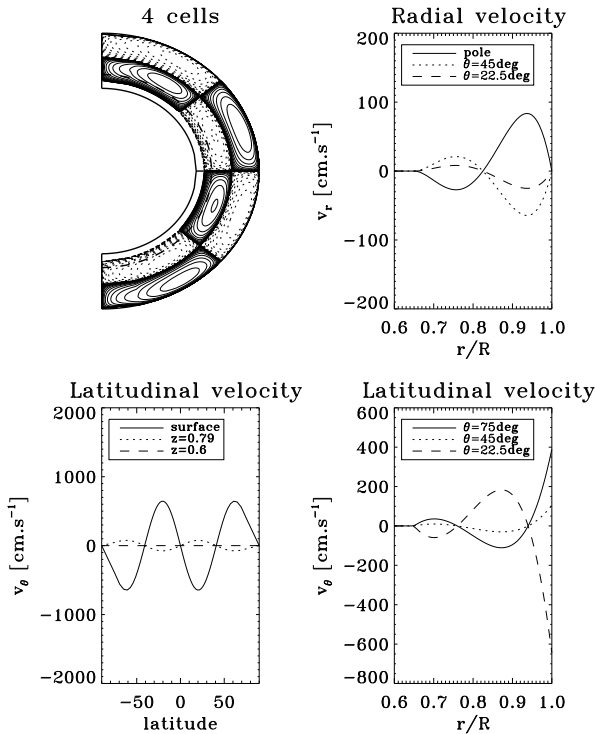 4 cells
Radial velocity
200
100
0
−100
−200
v_r [cm.s⁻¹]
pole
θ=45deg
θ=22.5deg
0.6 0.7 0.8 0.9 1.0
r/R
Latitudinal velocity
2000
1000
0
−1000
−2000
v_θ [cm.s⁻¹]
surface
z=0.79
z=0.6
−50 0 50
latitude
Latitudinal velocity
600
400
200
0
−200
−400
−600
−800
v_θ [cm.s⁻¹]
θ=75deg
θ=45deg
θ=22.5deg
0.6 0.7 0.8 0.9 1.0
r/R